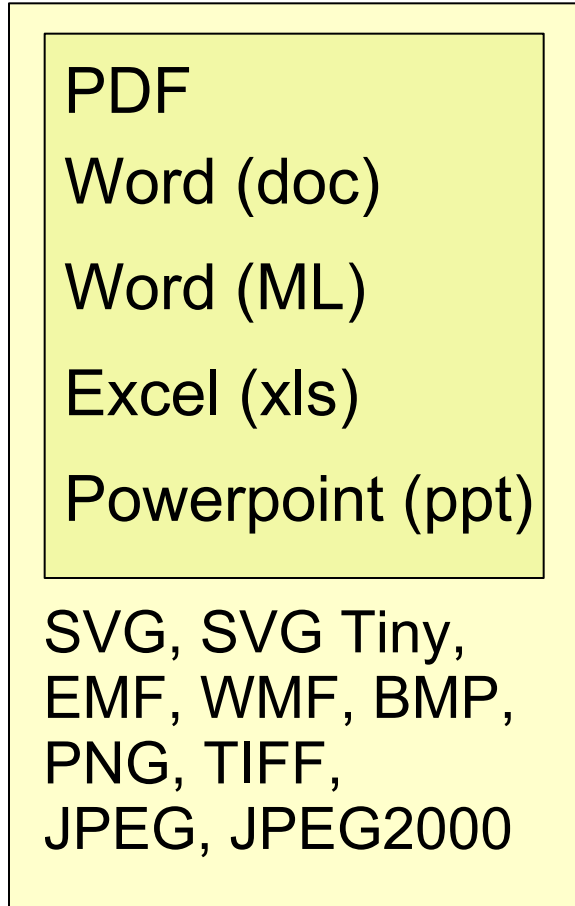 PDF
Word (doc)
Word (ML)
Excel (xls)
Powerpoint (ppt)
SVG, SVG Tiny,
EMF, WMF, BMP,
PNG, TIFF,
JPEG, JPEG2000